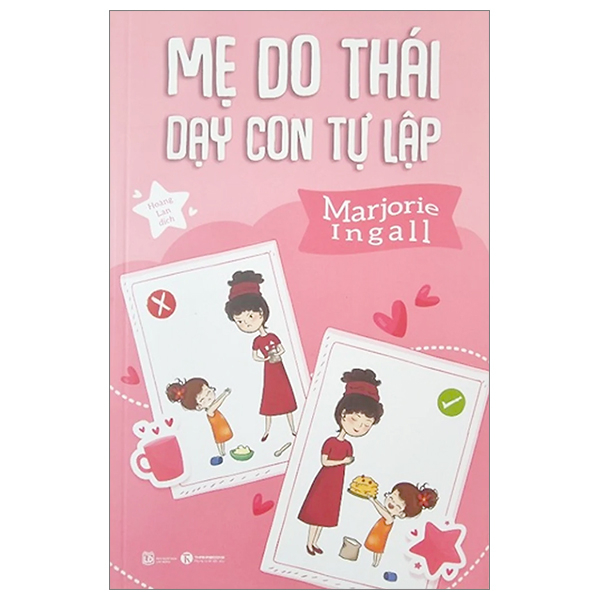 MẸ DO THÁI
DẠY CON TỰ LẬP
Hoàng
Lan
dịch
Marjorie
Ingall